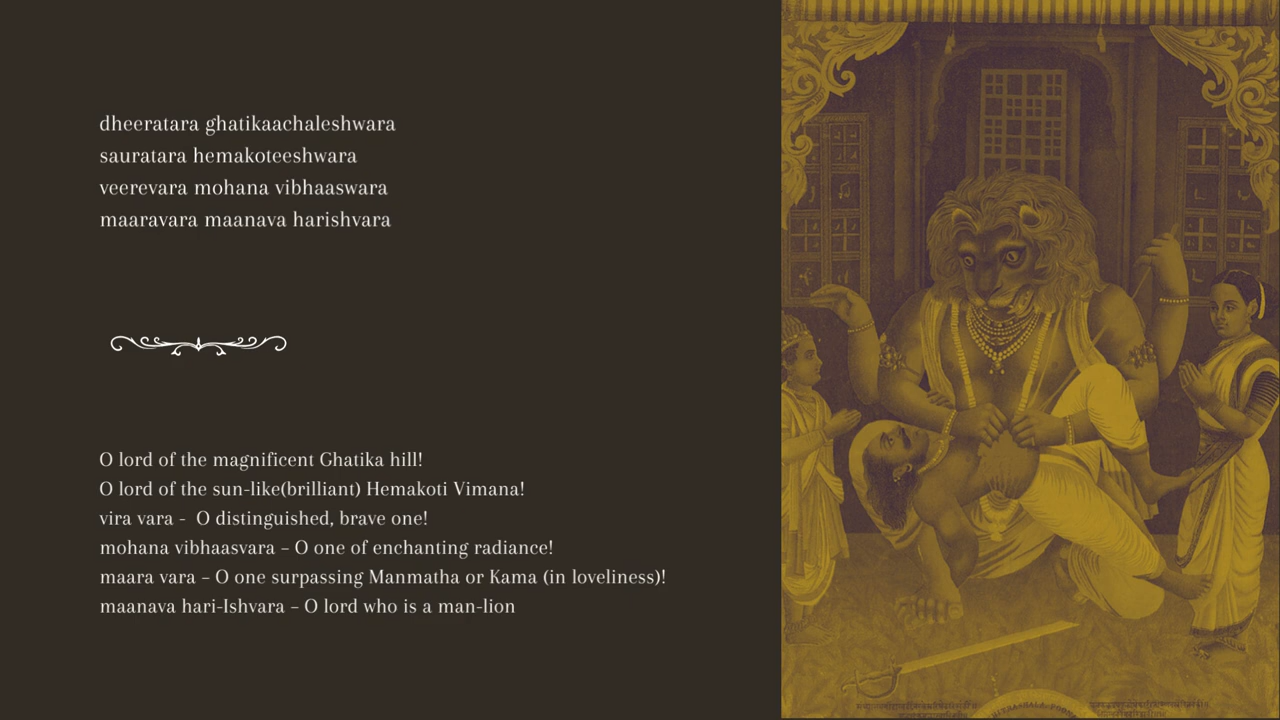 dheeratara ghatikaachaleshwara
sauratara hemakoteeshwara
veerevara mohana vibhaaswara
maaravara maanava harishvara
O lord of the magnificent Ghatika hill!
O lord of the sun-like(brilliant) Hemakoti Vimana!
vira vara -  O distinguished, brave one!
mohana vibhaasvara – O one of enchanting radiance!
maara vara – O one surpassing Manmatha or Kama (in loveliness)!
maanava hari-Ishvara – O lord who is a man-lion